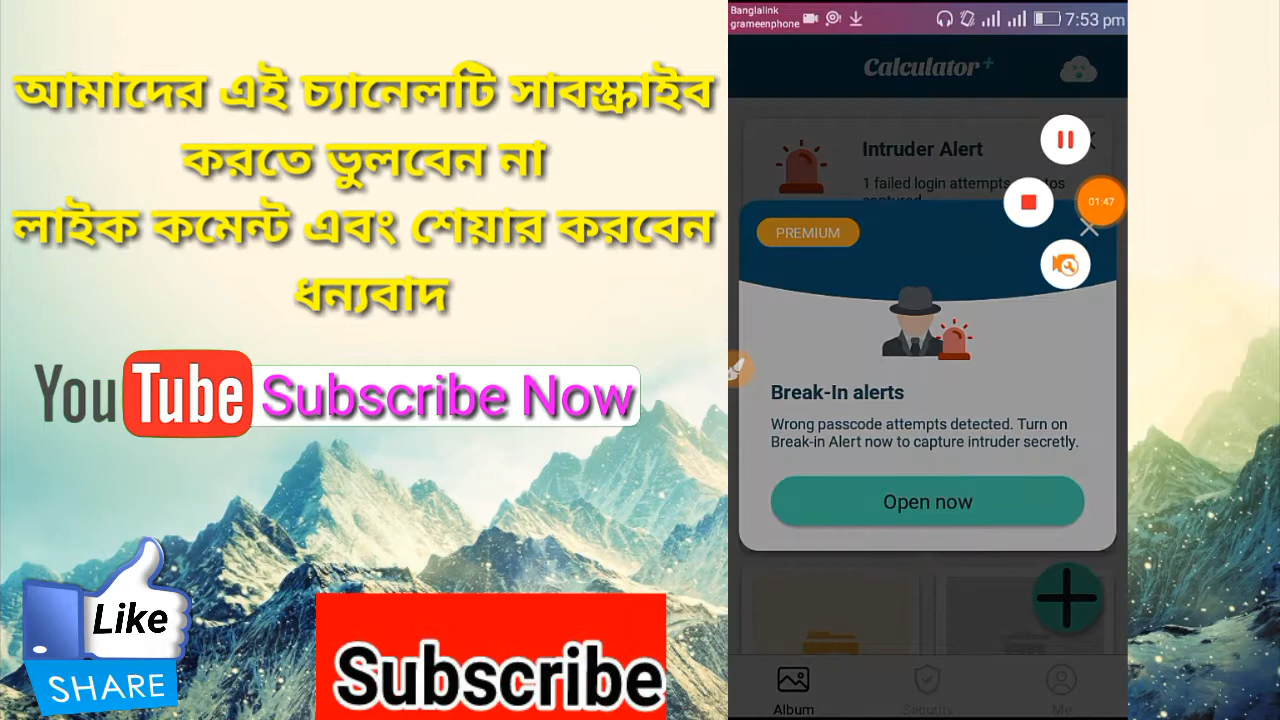 আমাদের এই চ্যানেলটি সাবস্ক্রাইব
করতে ভুলবেন না
লাইক কমেন্ট এবং শেয়ার করবেন
ধন্যবাদ
YouTube Subscribe Now
Like
SHARE
Subscribe
Banglalink
grameenphone
7:53 pm
Calculator+
Intruder Alert
1 failed login attempts
captured
01:47
PREMIUM
Break-In alerts
Wrong passcode attempts detected. Turn on
Break-in Alert now to capture intruder secretly.
Open now
Album
Security
Me